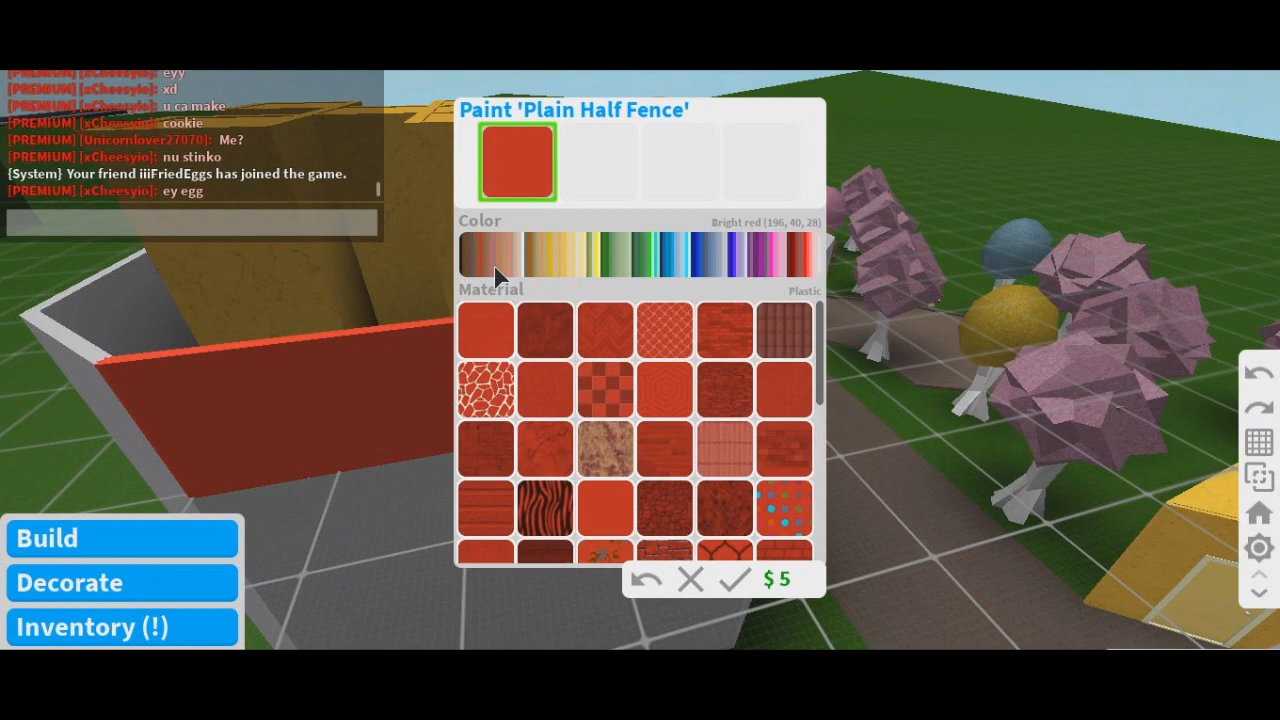 [PREMIUM] [xCheesyio]: eyy
[PREMIUM] [xCheesyio]: xd
[PREMIUM] [xCheesyio]: u ca make
[PREMIUM] [xCheesyio]: cookie
[PREMIUM] [Unicornlover27070]: Me?
[PREMIUM] [xCheesyio]: nu stinko
{System} Your friend iiiFriedEggs has joined the game.
[PREMIUM] [xCheesyio]: ey egg
Paint 'Plain Half Fence'
Color
Bright red (196, 40, 28)
Material
Plastic
$ 5
Build
Decorate
Inventory (!)